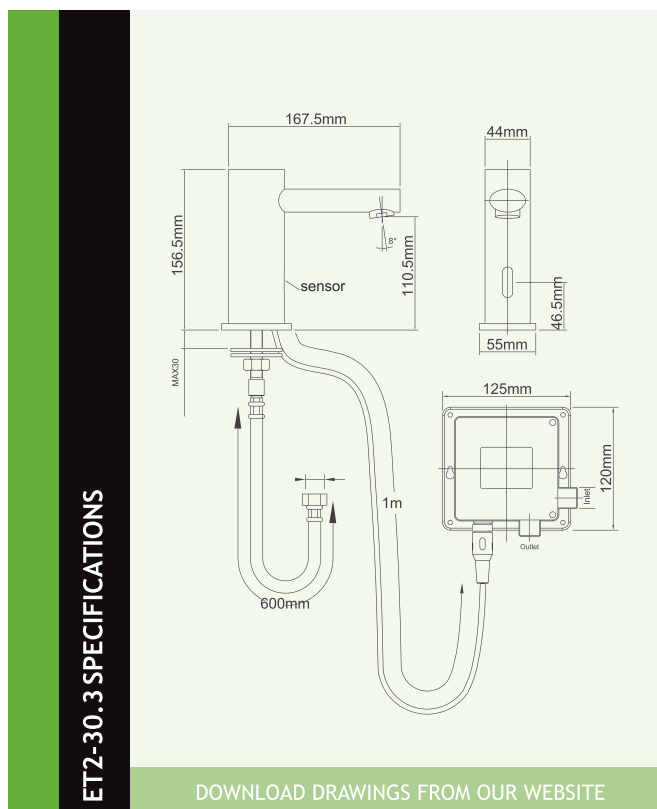 ET2-30.3 SPECIFICATIONS
167.5mm
44mm
156.5mm
8°
110.5mm
sensor
46.5mm
55mm
MAX30
125mm
120mm
Inlet
1m
Outlet
600mm
DOWNLOAD DRAWINGS FROM OUR WEBSITE